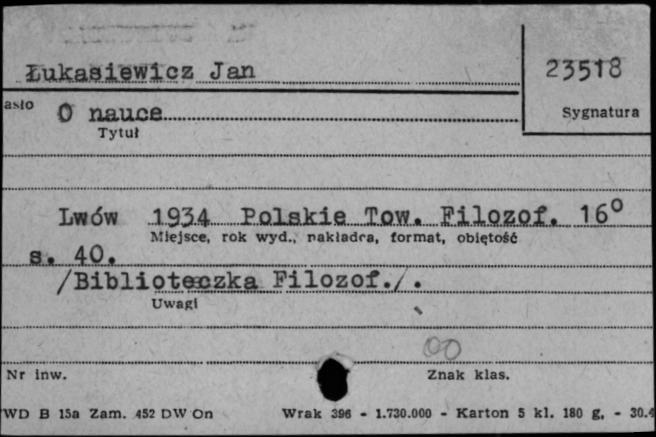 Łukasiewicz Jan
23518
asło
O nauce
Sygnatura
Tytuł
Lwów 1934 Polskie Tow. Filozof. 16°
Miejsce, rok wyd., nakładca, format, objętość
s. 40.
/Biblioteczka Filozof./.
Uwagi
00
Nr inw.
Znak klas.
WD B 15a Zam. 452 DW On Wrak 396 - 1.730.000 - Karton 5 kl. 180 g. - 30.4